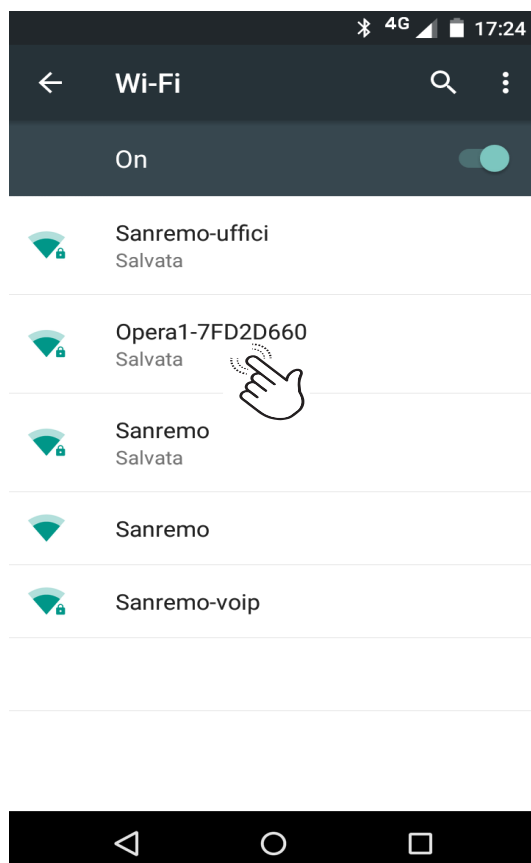 4G 17:24
Wi-Fi
On
Sanremo-uffici
Salvata
Opera1-7FD2D660
Salvata
Sanremo
Salvata
Sanremo
Sanremo-voip